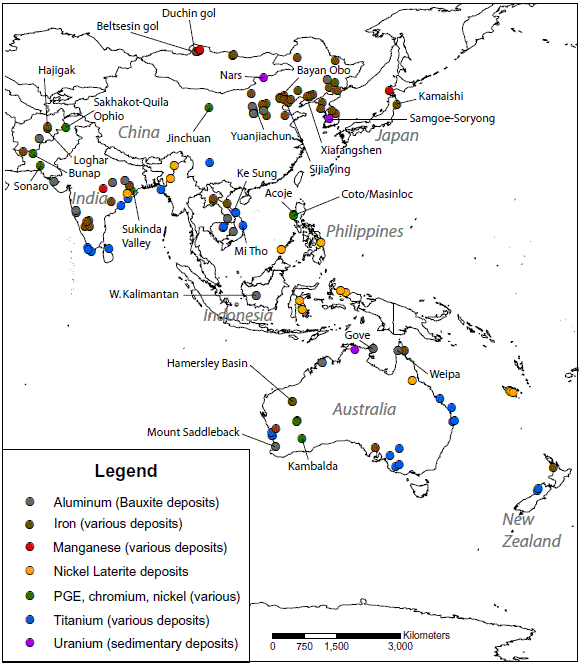 Duchin gol
Beltsesin gol
Nars
Bayan Obo
Hajigak
Sakhakot-Quila
Ophio
China
Jinchuan
Yuanjiachun
Kamaishi
Samgoe-Soryong
Japan
Xiafangshen
Sijiaying
Loghar
Bunap
Sonaro
India
Ke Sung
Acoje
Coto/Masinloc
Sukinda
Valley
Mi Tho
Philippines
W.Kalimantan
Indonesia
Gove
Hamersley Basin
Weipa
Australia
Mount Saddleback
Kambalda
New
Zealand
Legend
Aluminum (Bauxite deposits)
Iron (various deposits)
Manganese (various deposits)
Nickel Laterite deposits
PGE, chromium, nickel (various)
Titanium (various deposits)
Uranium (sedimentary deposits)
Kilometers
0 750 1,500 3,000